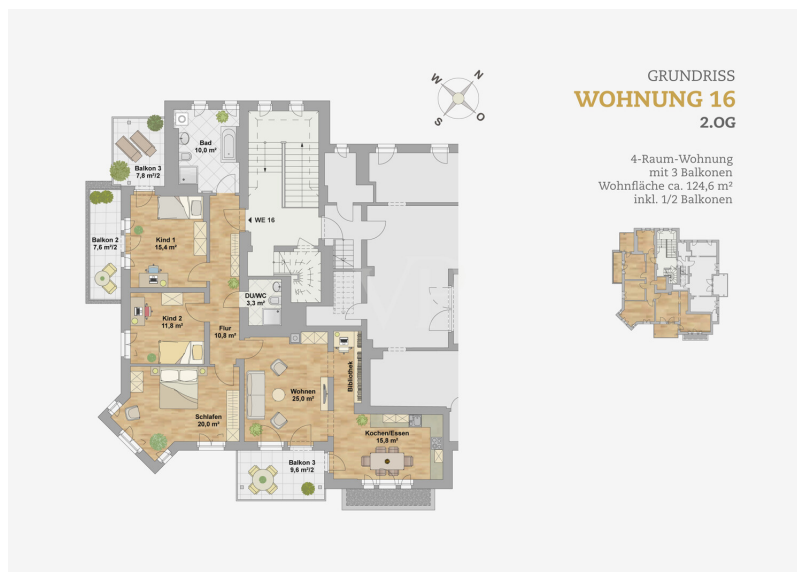 GRUNDRISS
WOHNUNG 16
2.OG
4-Raum-Wohnung
mit 3 Balkonen
Wohnfläche ca. 124,6 m²
inkl. 1/2 Balkonen
W
N
S
O
Bad
10,0 m²
Balkon 3
7,8 m²/2
WE 16
Balkon 2
7,6 m²/2
Kind 1
15,4 m²
DU/WC
3,3 m²
Kind 2
11,8 m²
Flur
10,8 m²
Bibliothek
Wohnen
25,0 m²
Schlafen
20,0 m²
Kochen/Essen
15,8 m²
Balkon 3
9,6 m²/2